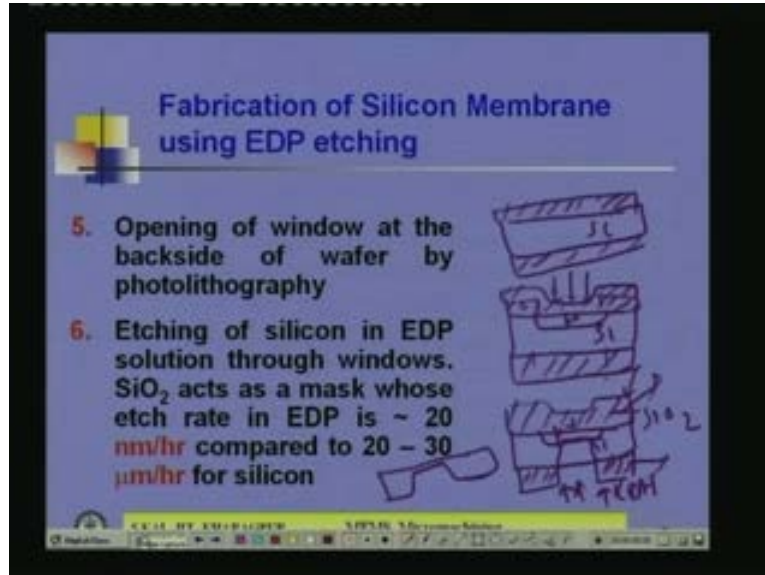 Fabrication of Silicon Membrane
using EDP etching
5. Opening of window at the
backside of wafer by
photolithography
6. Etching of silicon in EDP
solution through windows.
SiO₂ acts as a mask whose
etch rate in EDP is ~ 20
nm/hr compared to 20 – 30
μm/hr for silicon
Si
Si
SiO2
Si